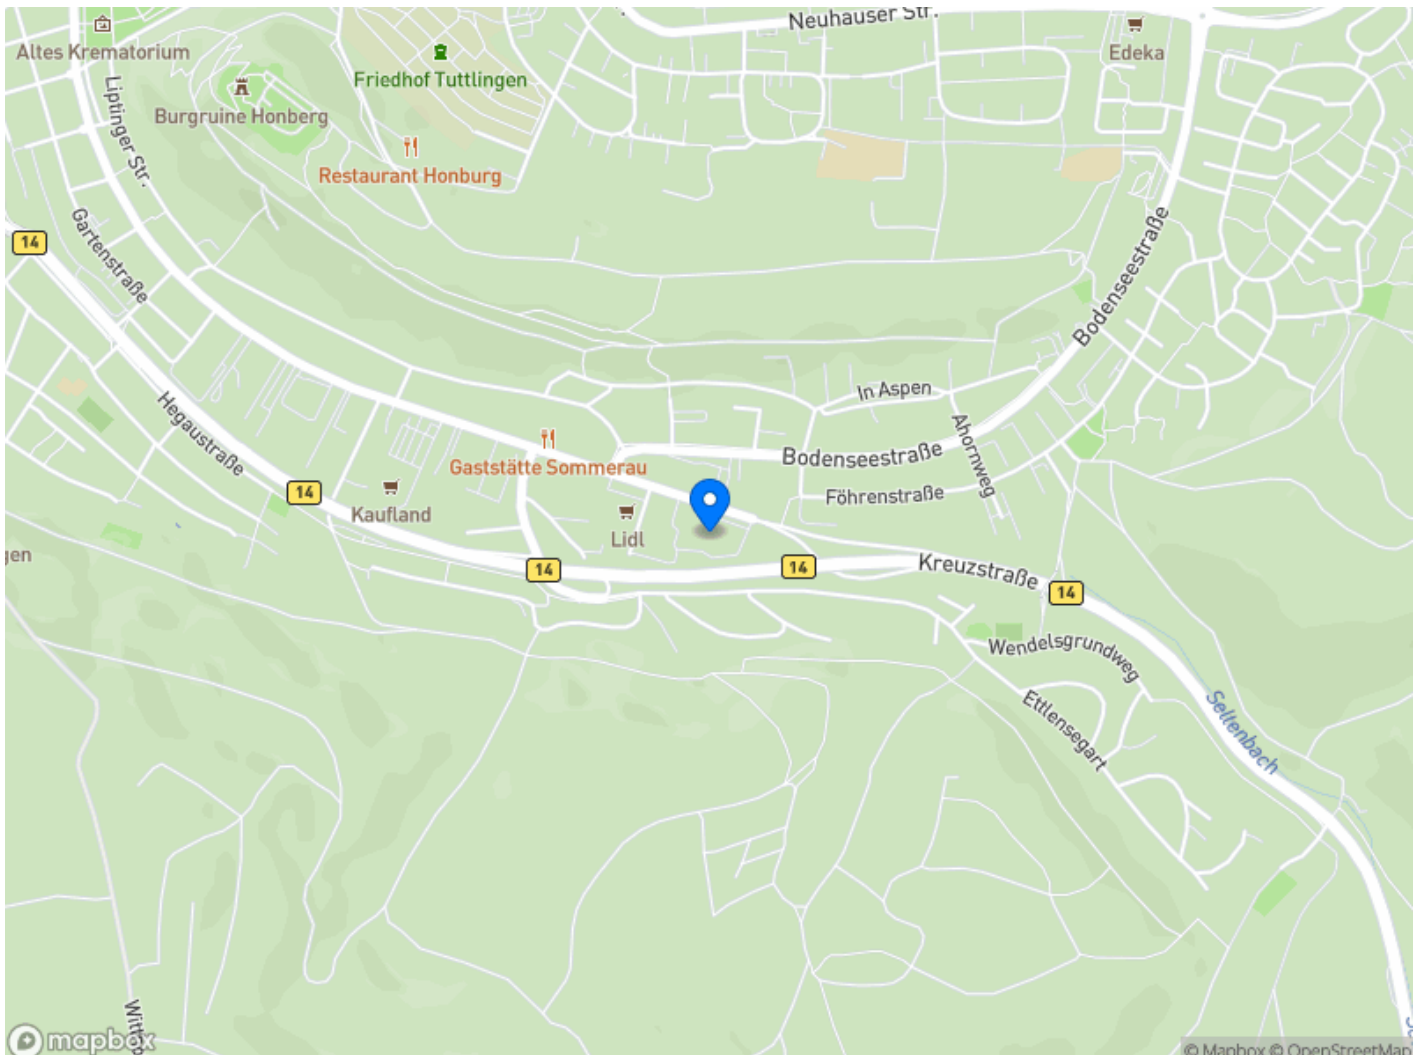 Neuhauser Str.
Altes Krematorium
Edeka
Friedhof Tuttlingen
Liptinger Str.
Burgruine Honberg
Restaurant Honburg
Gartenstraße
14
Bodenseestraße
In Aspen
Hegaustraße
Ahornweg
Gaststätte Sommerau
Bodenseestraße
14
Kaufland
Föhrenstraße
Lidl
gen
14
14
Kreuzstraße
14
Wendelsgrundweg
Ettlensegart
Seltenbach
mapbox
© Mapbox © OpenStreetMap